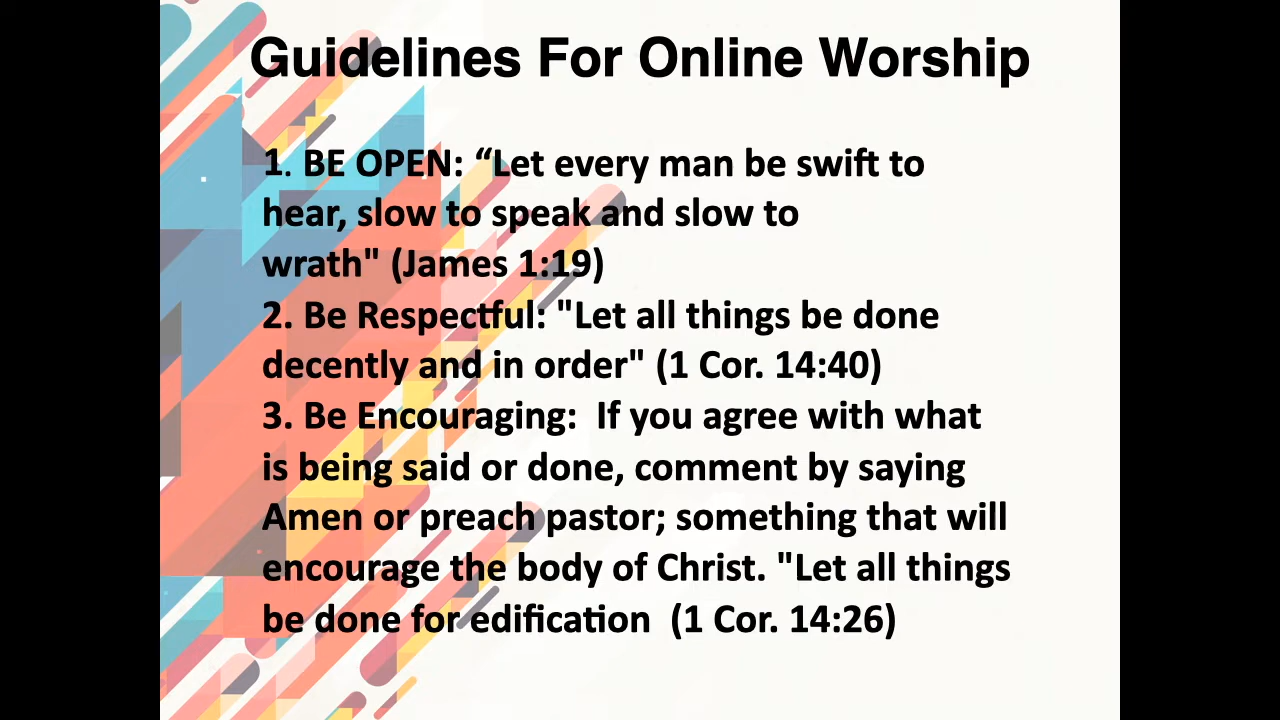 Guidelines For Online Worship
1. BE OPEN: “Let every man be swift to
hear, slow to speak and slow to
wrath" (James 1:19)
2. Be Respectful: "Let all things be done
decently and in order" (1 Cor. 14:40)
3. Be Encouraging:  If you agree with what
is being said or done, comment by saying
Amen or preach pastor; something that will
encourage the body of Christ. "Let all things
be done for edification  (1 Cor. 14:26)